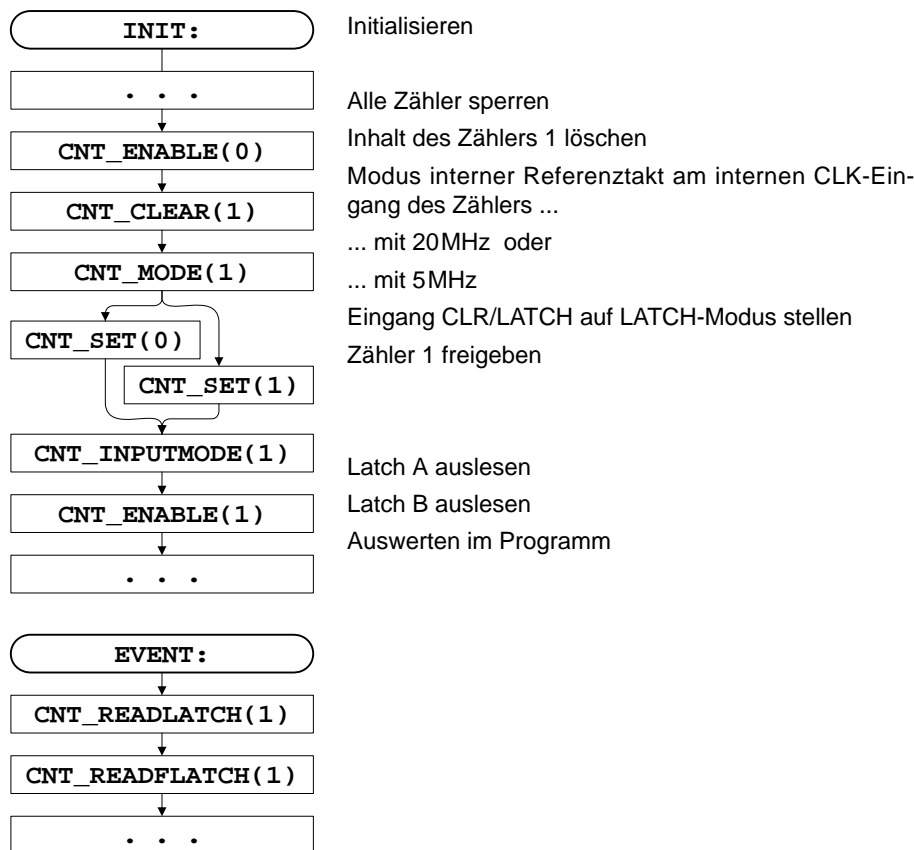 INIT:
. . .
CNT_ENABLE(0)
CNT_CLEAR(1)
CNT_MODE(1)
CNT_SET(0)
CNT_SET(1)
CNT_INPUTMODE(1)
CNT_ENABLE(1)
. . .
EVENT:
CNT_READLATCH(1)
CNT_READFLATCH(1)
. . .
Initialisieren
Alle Zähler sperren
Inhalt des Zählers 1 löschen
Modus interner Referenztakt am internen CLK-Ein-
gang des Zählers ...
... mit 20MHz oder
... mit 5MHz
Eingang CLR/LATCH auf LATCH-Modus stellen
Zähler 1 freigeben
Latch A auslesen
Latch B auslesen
Auswerten im Programm